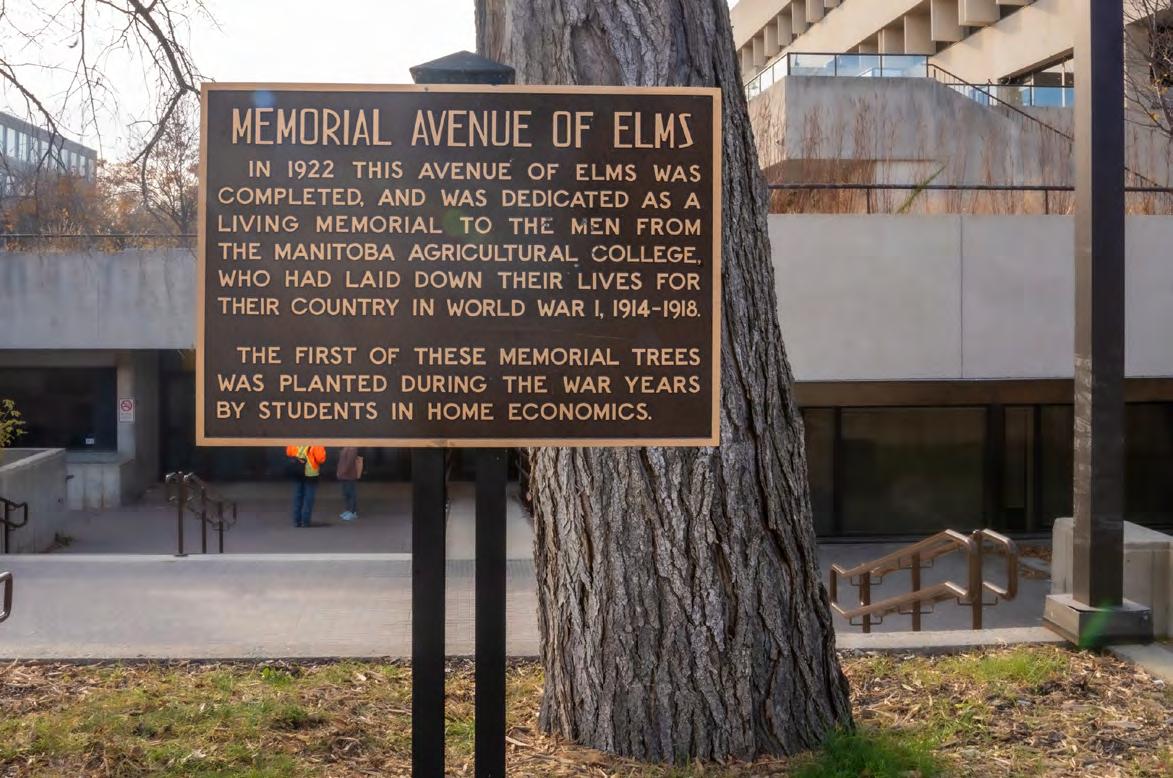 MEMORIAL AVENUE OF ELMS
IN 1922 THIS AVENUE OF ELMS WAS
COMPLETED, AND WAS DEDICATED AS A
LIVING MEMORIAL TO THE MEN FROM
THE MANITOBA AGRICULTURAL COLLEGE,
WHO HAD LAID DOWN THEIR LIVES FOR
THEIR COUNTRY IN WORLD WAR I, 1914-1918.
THE FIRST OF THESE MEMORIAL TREES
WAS PLANTED DURING THE WAR YEARS
BY STUDENTS IN HOME ECONOMICS.